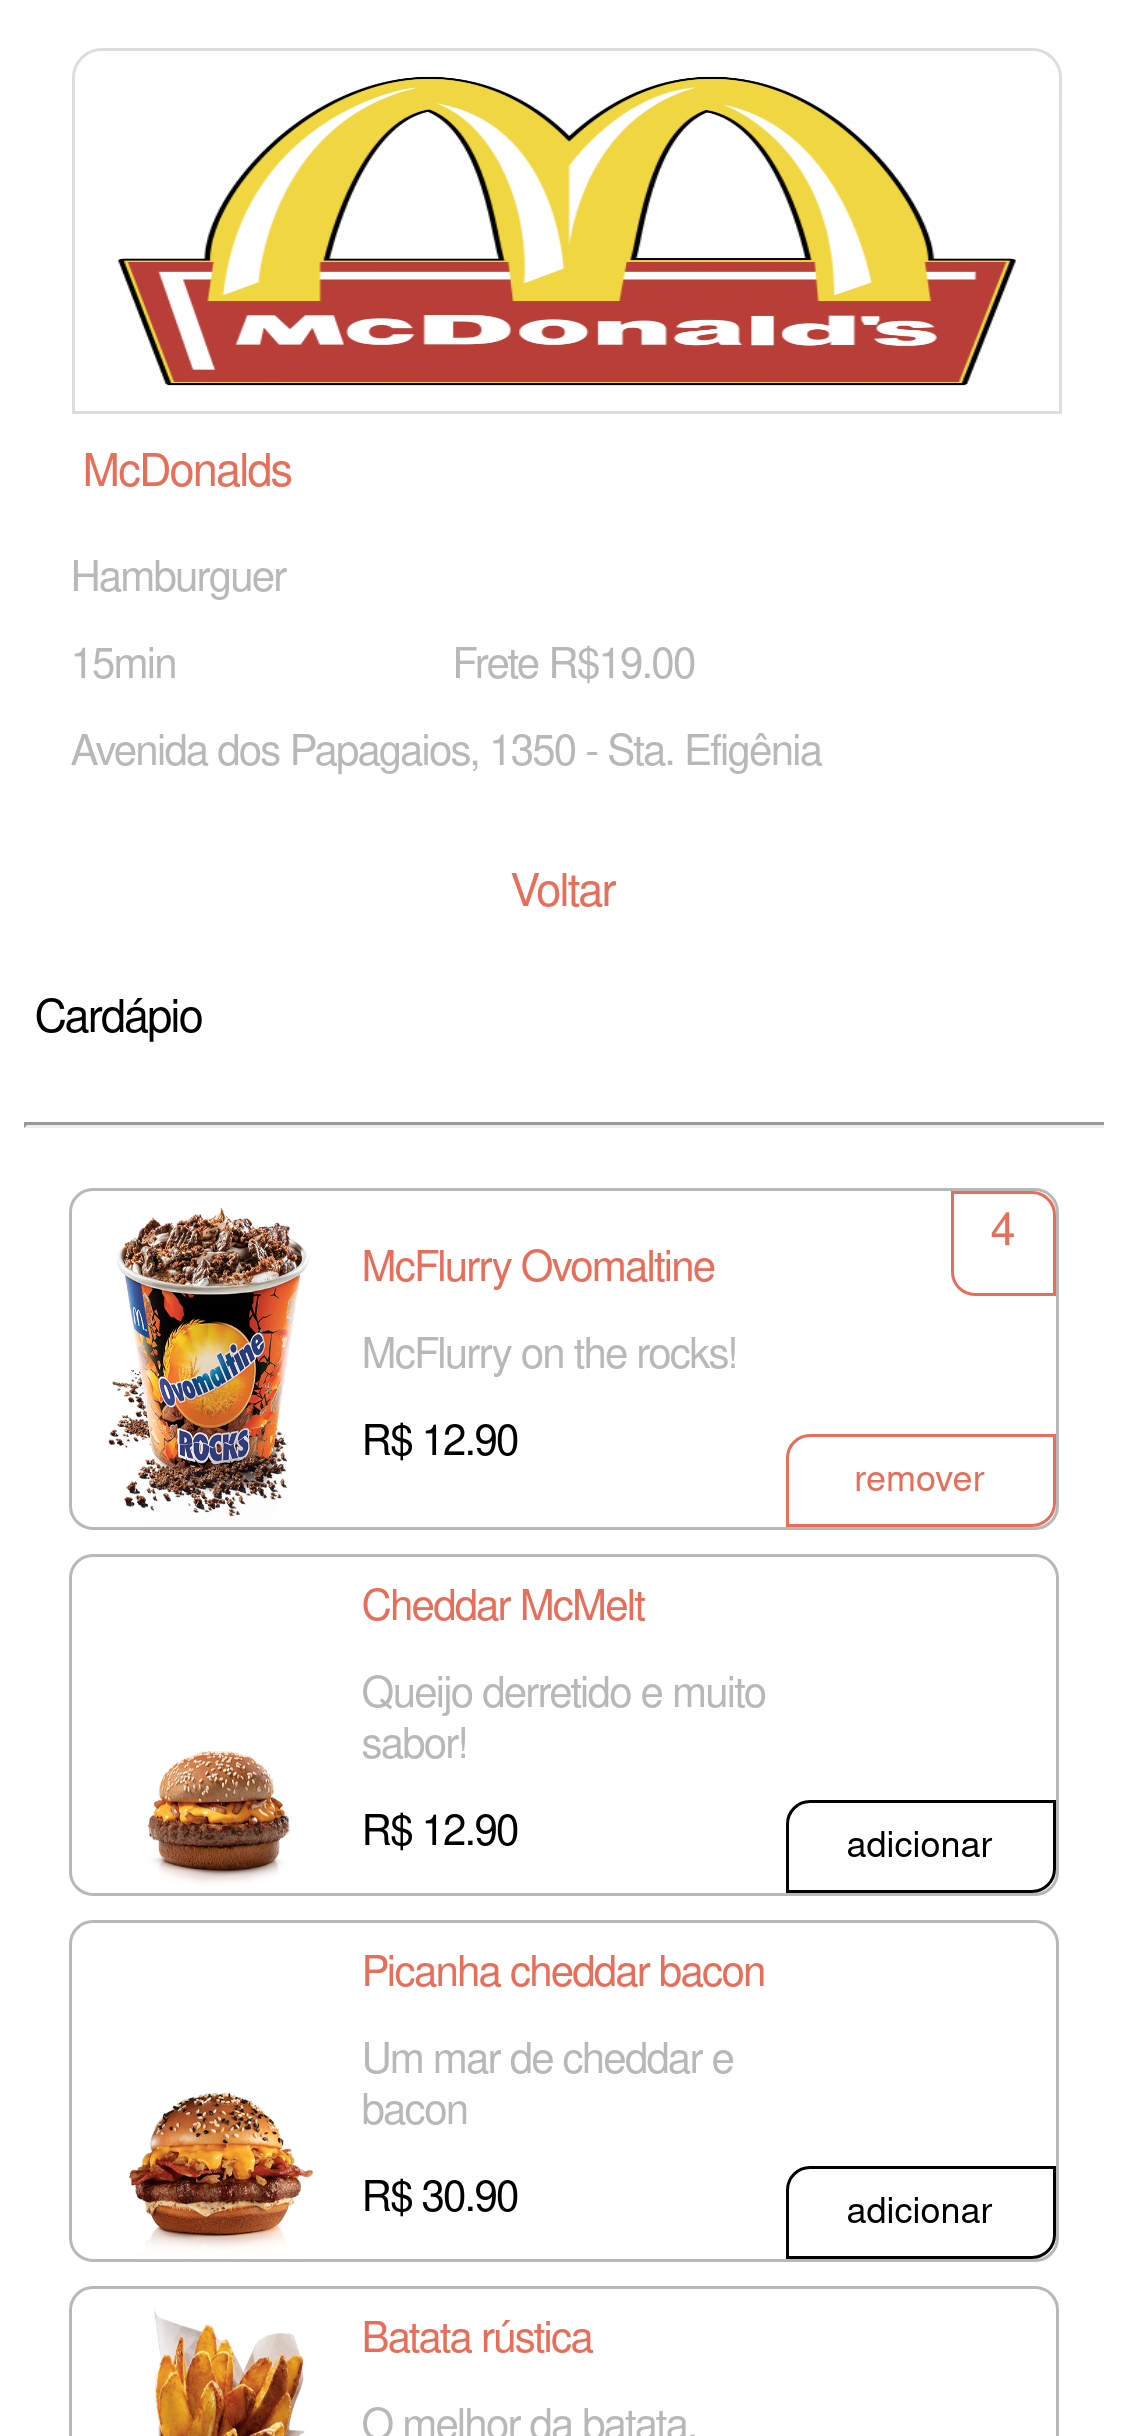 McDonald's
McDonalds
Hamburguer
15min Frete R$19.00
Avenida dos Papagaios, 1350 - Sta. Efigênia
Voltar
Cardápio
4
McFlurry Ovomaltine
McFlurry on the rocks!
R$ 12.90
remover
m
Ovomaltine
ROCKS
Cheddar McMelt
Queijo derretido e muito
sabor!
R$ 12.90
adicionar
Picanha cheddar bacon
Um mar de cheddar e
bacon
R$ 30.90
adicionar
Batata rústica
O melhor da batata.